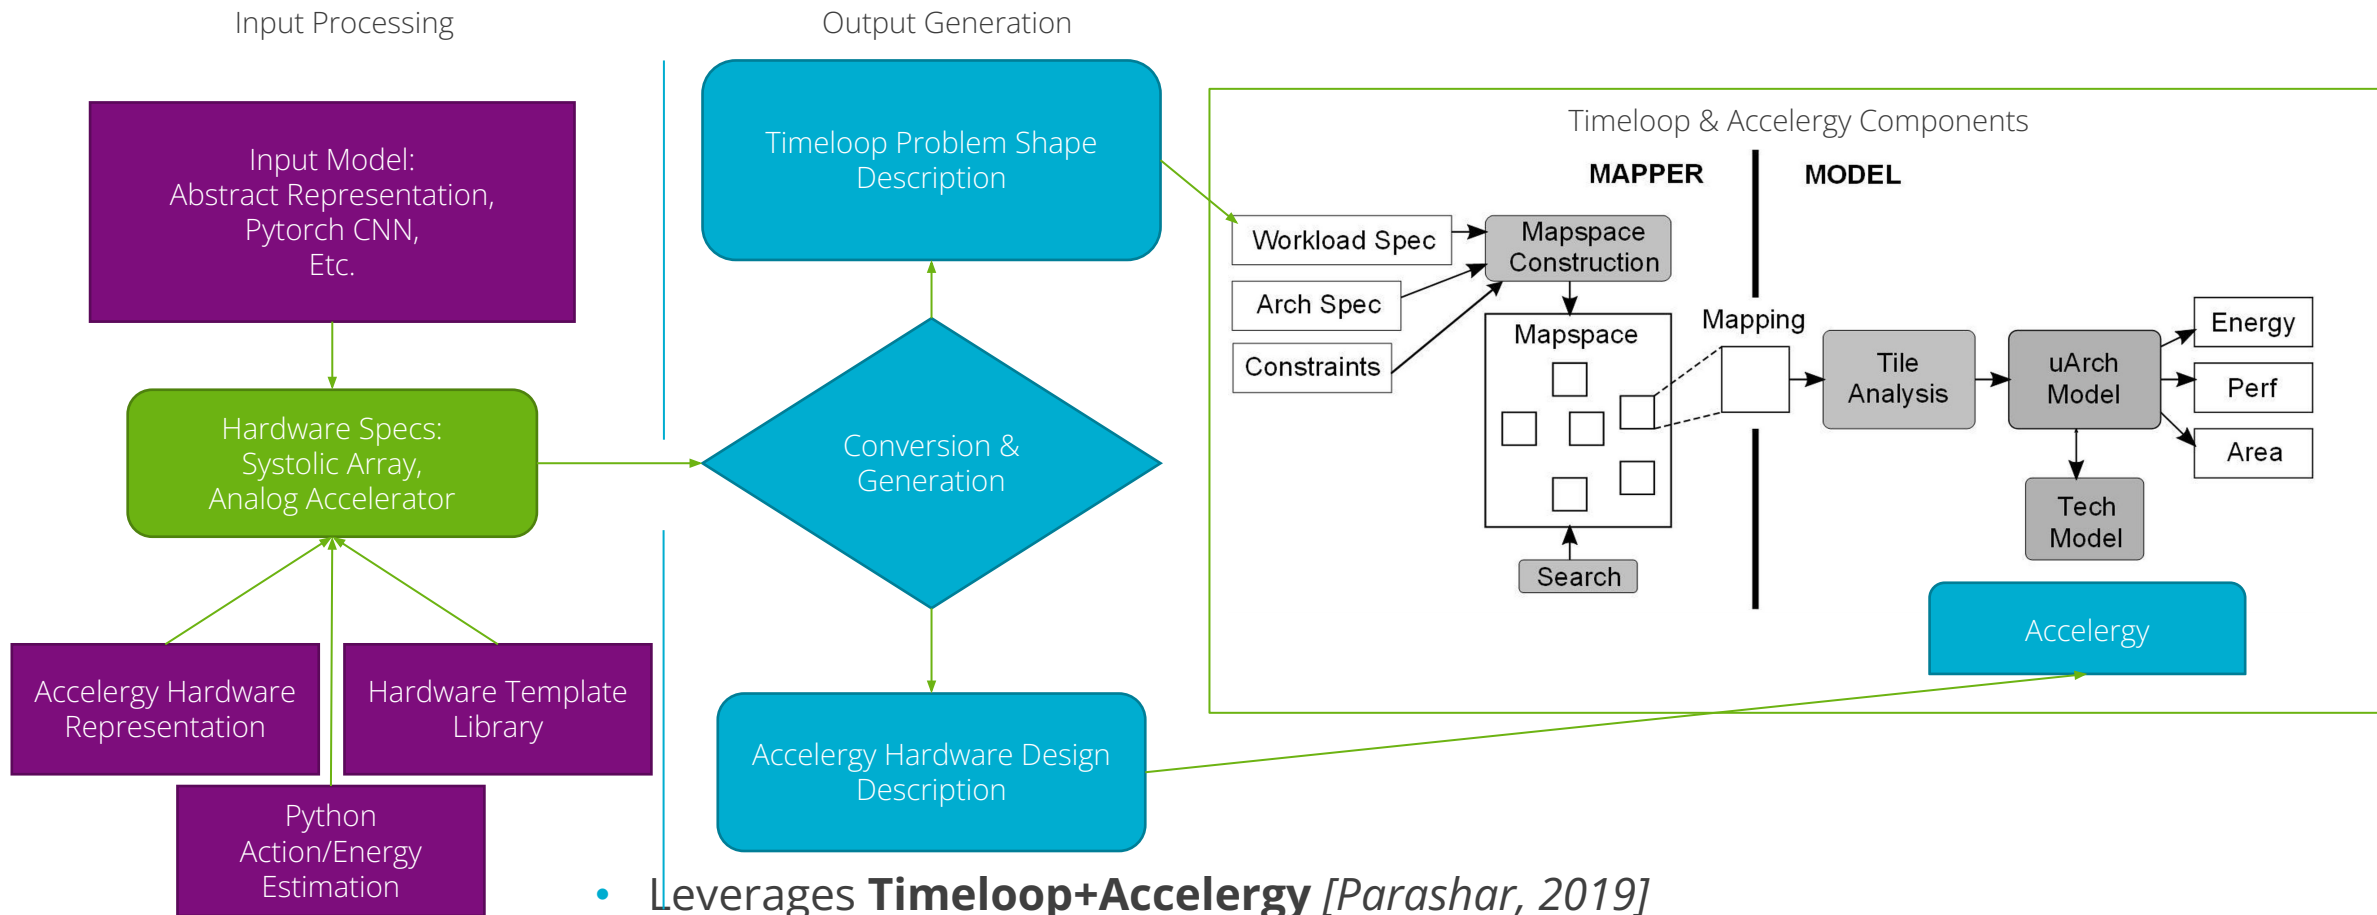 Input Processing
Output Generation
Input Model:
Abstract Representation,
Pytorch CNN,
Etc.
Hardware Specs:
Systolic Array,
Analog Accelerator
Accelergy Hardware
Representation
Hardware Template
Library
Python
Action/Energy
Estimation
Timeloop Problem Shape
Description
Conversion &
Generation
Accelergy Hardware Design
Description
Timeloop & Accelergy Components
MAPPER
MODEL
Workload Spec
Arch Spec
Constraints
Mapspace
Construction
Mapspace
Search
Mapping
Tile
Analysis
uArch
Model
Tech
Model
Energy
Perf
Area
Accelergy
• Leverages Timeloop+Accelergy [Parashar, 2019]